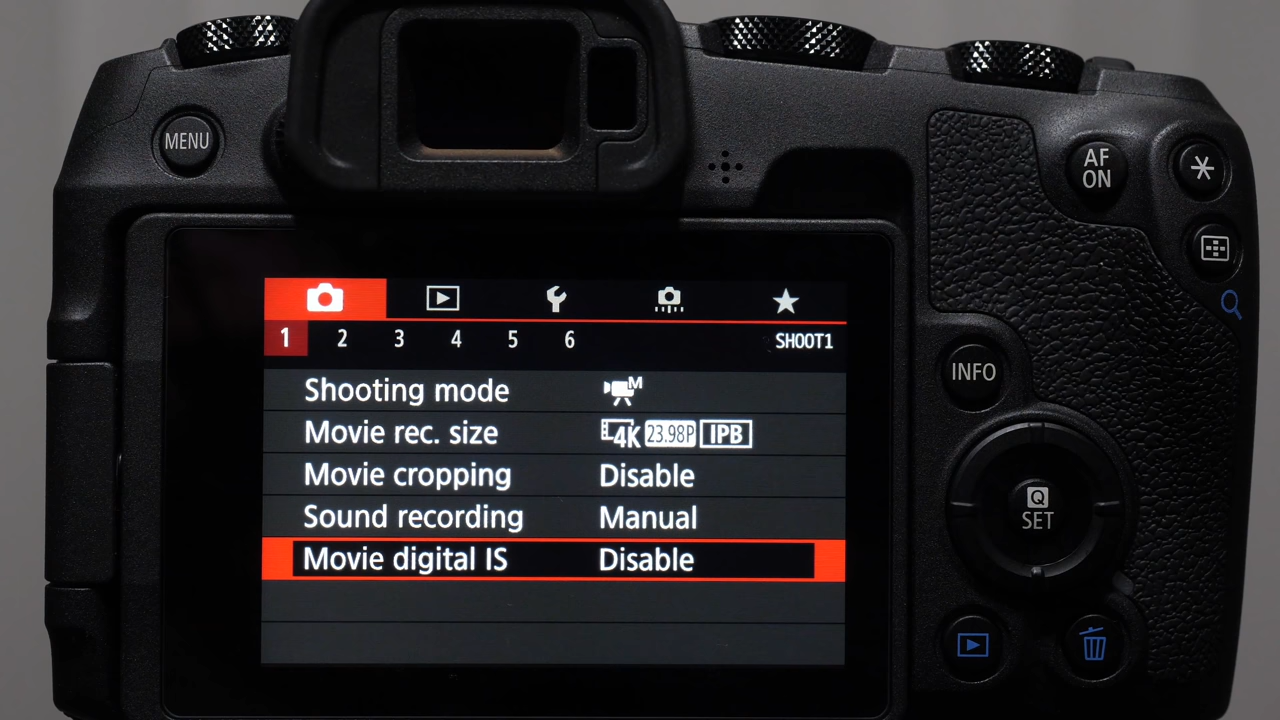 MENU
AF
ON
1 2 3 4 5 6 SHOOT1
Shooting mode M
Movie rec. size 4K 23.98P IPB
Movie cropping Disable
Sound recording Manual
Movie digital IS Disable
INFO
Q
SET